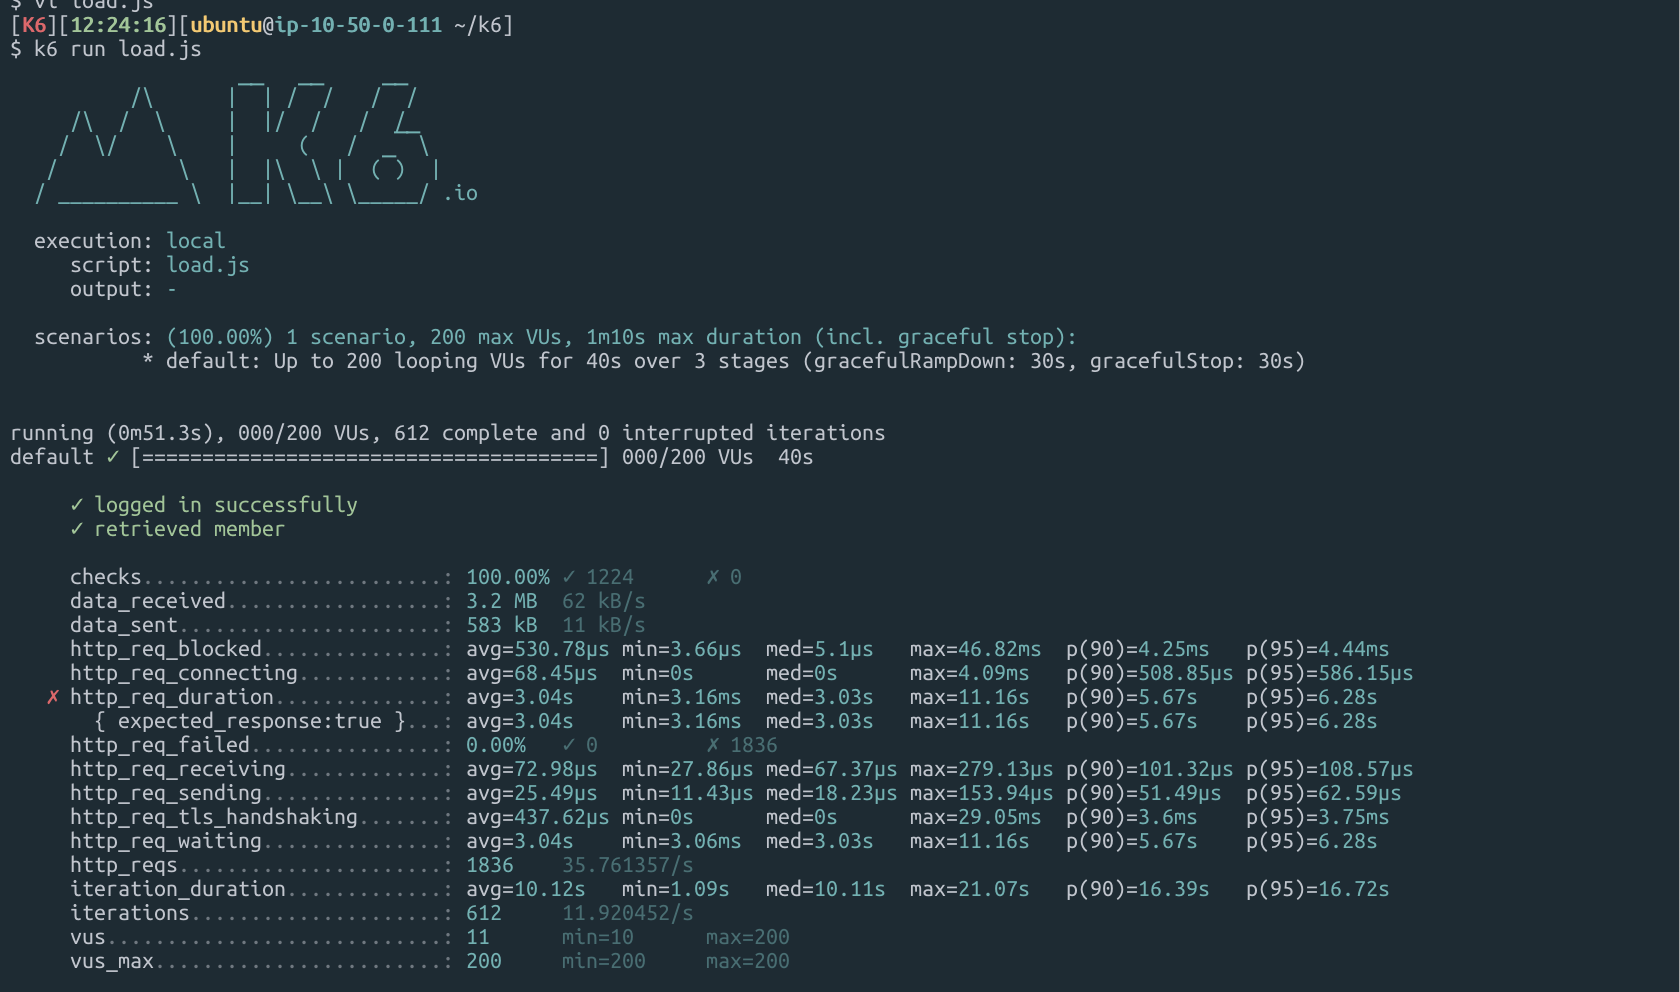 $ vi load.js
[K6][12:24:16][ubuntu@ip-10-50-0-111 ~/k6]
$ k6 run load.js
          /\      |‾‾| /‾‾/   /‾‾/
     /\  /  \     |  |/  /   /  /
    /  \/    \    |     (   /   ‾‾\
   /          \   |  |\  \ |  (‾)  |
  / __________ \  |__| \__\ \_____/ .io
execution: local
script: load.js
output: -
scenarios: (100.00%) 1 scenario, 200 max VUs, 1m10s max duration (incl. graceful stop):
* default: Up to 200 looping VUs for 40s over 3 stages (gracefulRampDown: 30s, gracefulStop: 30s)
running (0m51.3s), 000/200 VUs, 612 complete and 0 interrupted iterations
default ✓ [======================================] 000/200 VUs  40s
✓ logged in successfully
✓ retrieved member
checks.........................: 100.00% ✓ 1224      ✗ 0
data_received..................: 3.2 MB  62 kB/s
data_sent......................: 583 kB  11 kB/s
http_req_blocked...............: avg=530.78µs min=3.66µs  med=5.1µs   max=46.82ms  p(90)=4.25ms   p(95)=4.44ms
http_req_connecting............: avg=68.45µs  min=0s      med=0s      max=4.09ms   p(90)=508.85µs p(95)=586.15µs
✗ http_req_duration..............: avg=3.04s    min=3.16ms  med=3.03s   max=11.16s   p(90)=5.67s    p(95)=6.28s
{ expected_response:true }...: avg=3.04s    min=3.16ms  med=3.03s   max=11.16s   p(90)=5.67s    p(95)=6.28s
http_req_failed................: 0.00%   ✓ 0         ✗ 1836
http_req_receiving.............: avg=72.98µs  min=27.86µs med=67.37µs max=279.13µs p(90)=101.32µs p(95)=108.57µs
http_req_sending...............: avg=25.49µs  min=11.43µs med=18.23µs max=153.94µs p(90)=51.49µs  p(95)=62.59µs
http_req_tls_handshaking.......: avg=437.62µs min=0s      med=0s      max=29.05ms  p(90)=3.6ms    p(95)=3.75ms
http_req_waiting...............: avg=3.04s    min=3.06ms  med=3.03s   max=11.16s   p(90)=5.67s    p(95)=6.28s
http_reqs......................: 1836    35.761357/s
iteration_duration.............: avg=10.12s   min=1.09s   med=10.11s  max=21.07s   p(90)=16.39s   p(95)=16.72s
iterations.....................: 612     11.920452/s
vus............................: 11      min=10      max=200
vus_max........................: 200     min=200     max=200